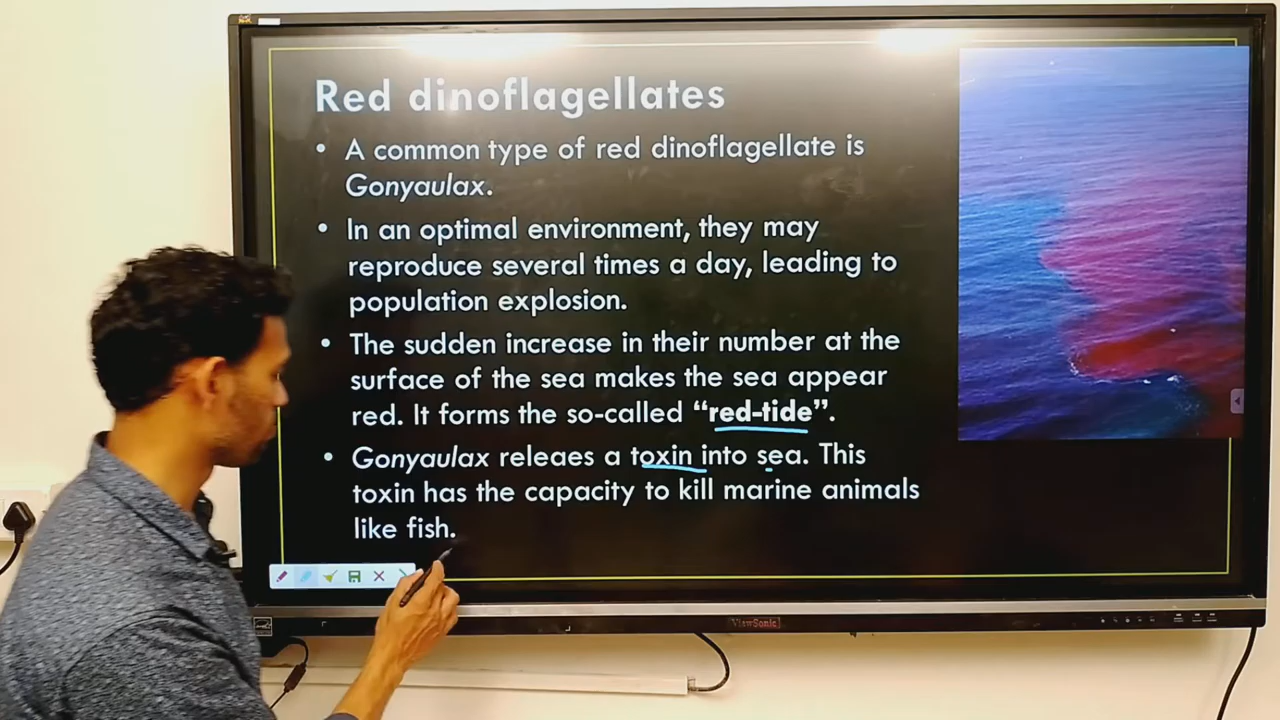 Red dinoflagellates
• A common type of red dinoflagellate is
Gonyaulax.
• In an optimal environment, they may
reproduce several times a day, leading to
population explosion.
• The sudden increase in their number at the
surface of the sea makes the sea appear
red. It forms the so-called “red-tide”.
• Gonyaulax releaes a toxin into sea. This
toxin has the capacity to kill marine animals
like fish.
ViewSonic